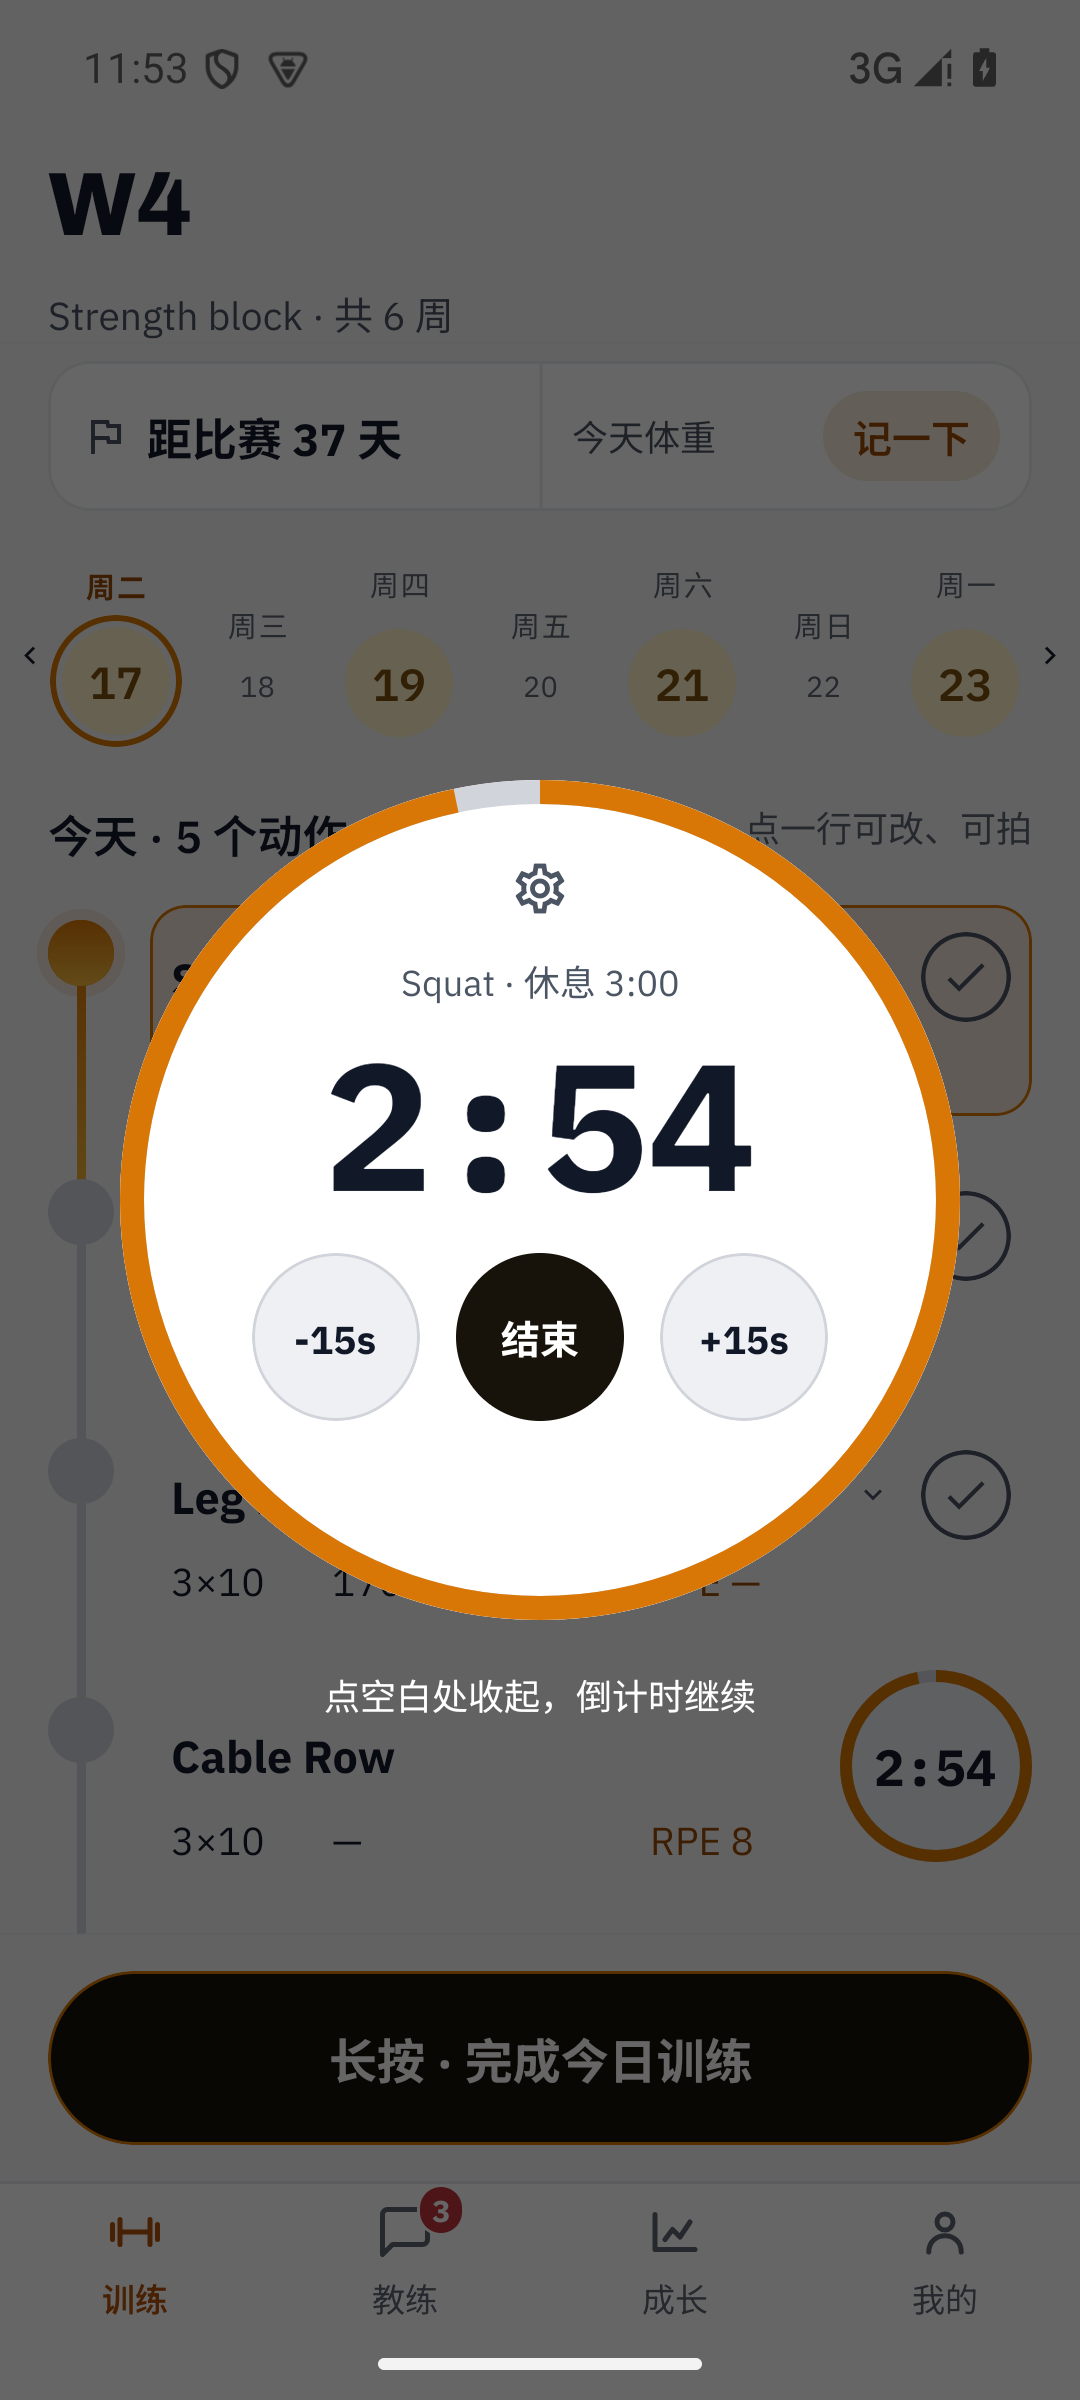 11:53 3G
W4
Strength block · 共 6 周
距比赛 37 天 今天体重 记一下
周二 周三 周四 周五 周六 周日 周一
17 18 19 20 21 22 23
今天 · 5 个动作 点一行可改、可拍
Squat · 休息 3:00
2:54
-15s 结束 +15s
Leg
3×10
点空白处收起，倒计时继续
Cable Row
2:54
3×10 — RPE 8
长按 · 完成今日训练
3
训练 教练 成长 我的